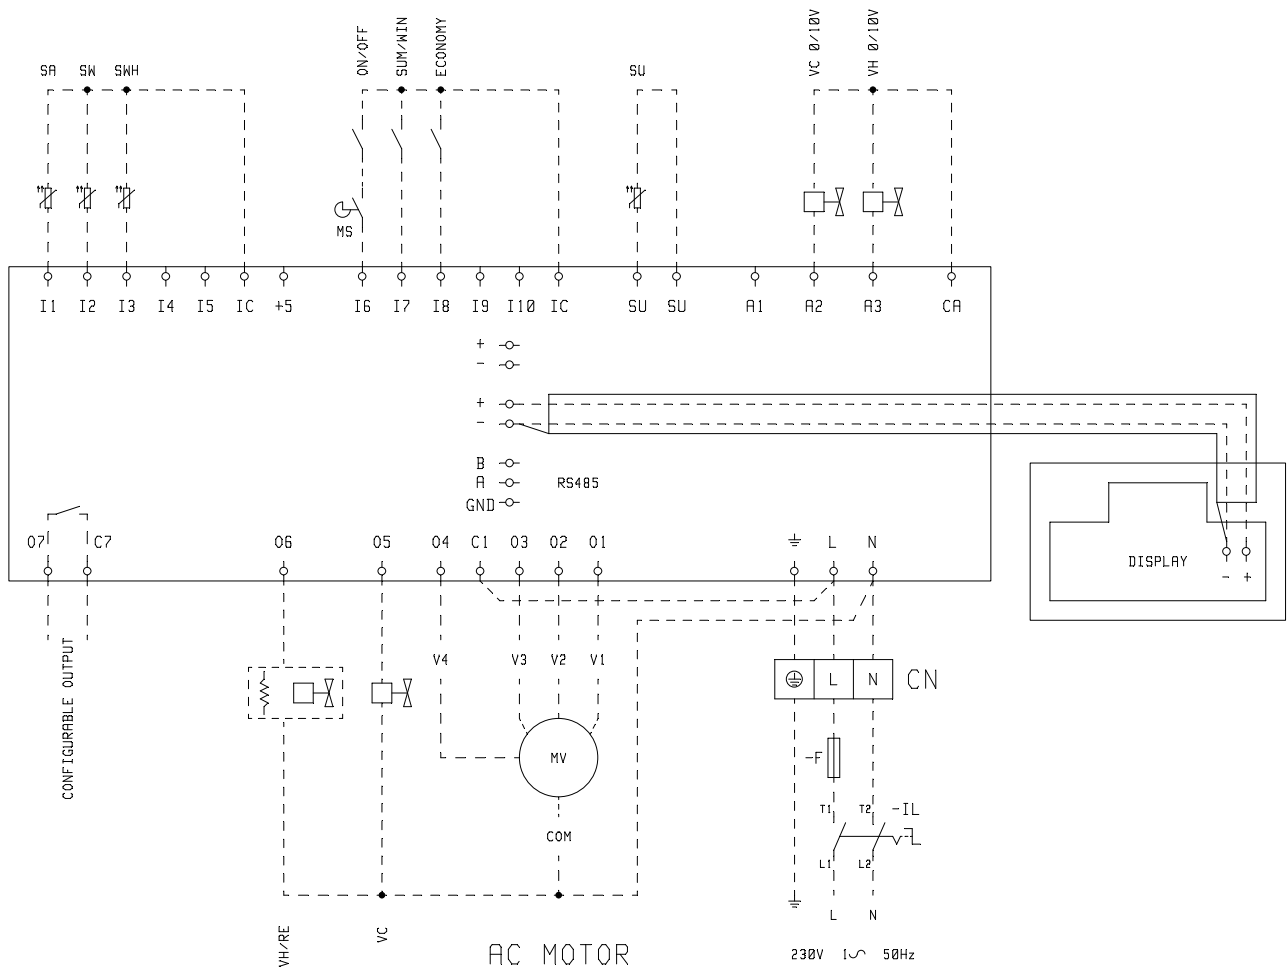 ON/OFF
SUM/WIN
ECONOMY
VC 0/10V
VH 0/10V
SA SW SWH SU
MS
I1 I2 I3 I4 I5 IC +5 I6 I7 I8 I9 I10 IC SU SU A1 A2 A3 CA
+
-
+
-
B
A RS485
GND
O7 C7 O6 O5 O4 C1 O3 O2 O1 L N
DISPLAY
- +
CONFIGURABLE OUTPUT
V4 V3 V2 V1
L N CN
MV
-F
T1 T2 -IL
COM
L1 L2
L N
VH/RE
VC
AC MOTOR
230V 1~ 50Hz